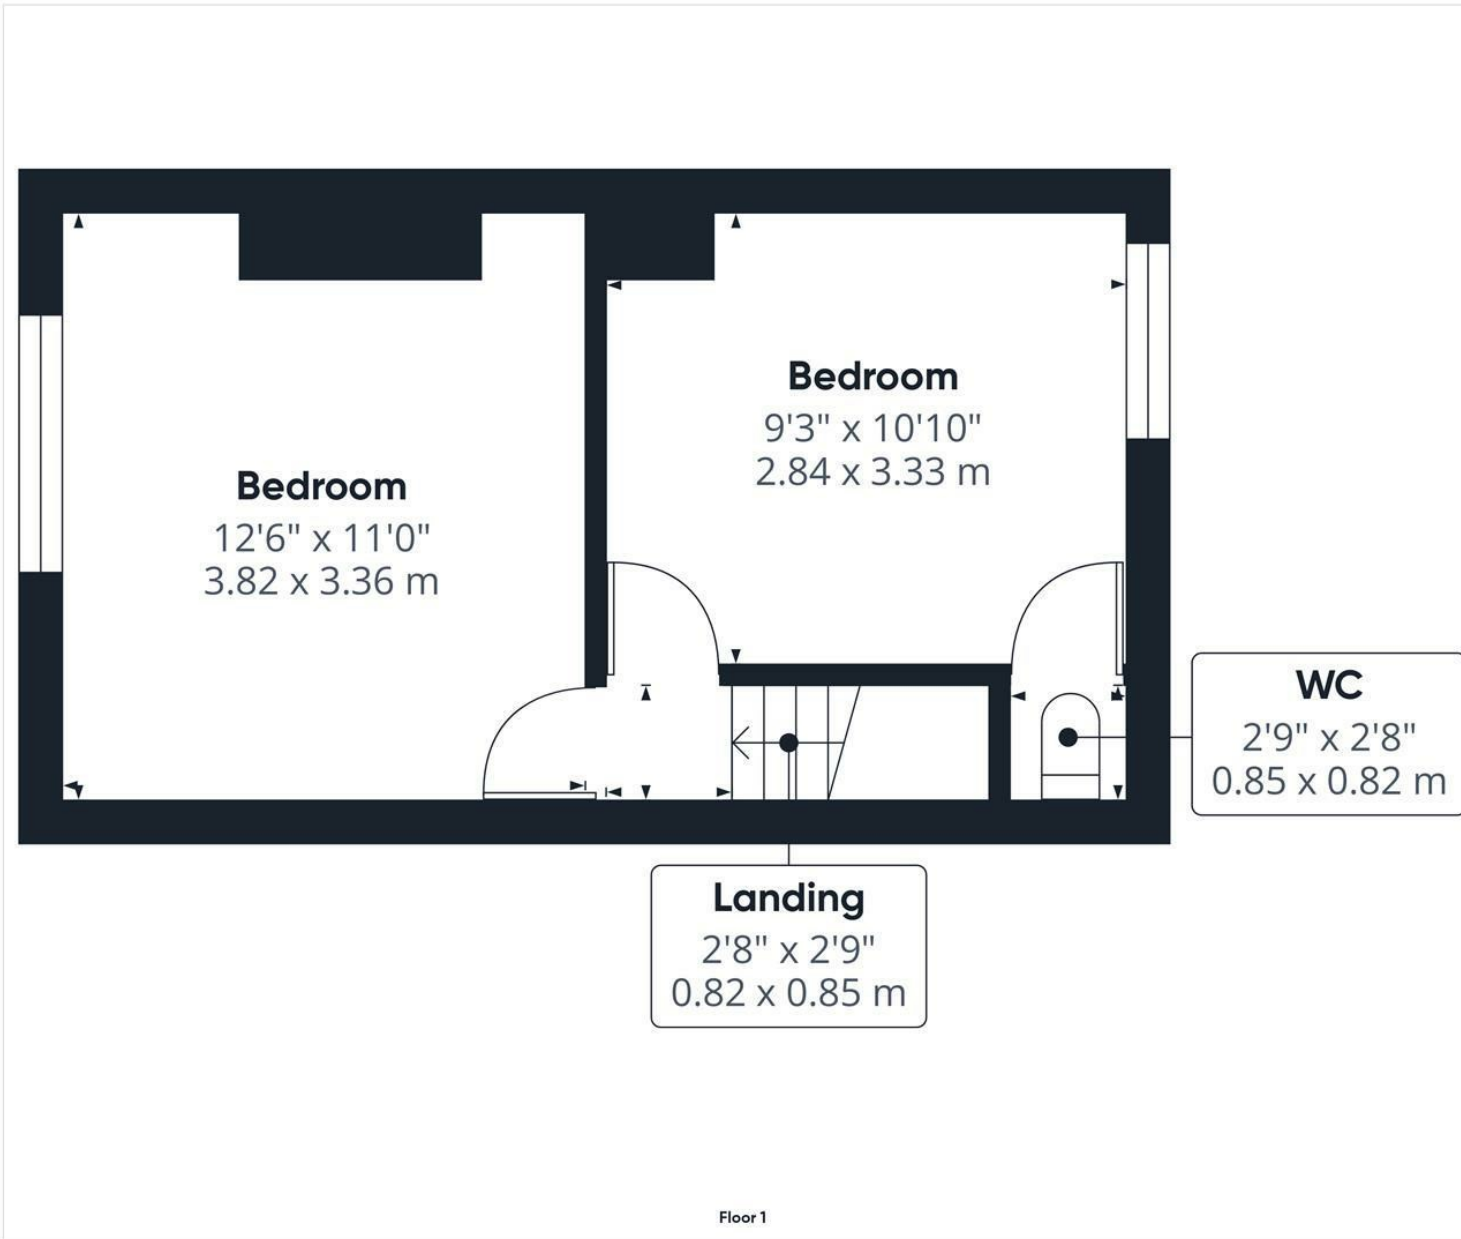 Bedroom
9'3" x 10'10"
2.84 x 3.33 m
Bedroom
12'6" x 11'0"
3.82 x 3.36 m
WC
2'9" x 2'8"
0.85 x 0.82 m
Landing
2'8" x 2'9"
0.82 x 0.85 m
Floor 1